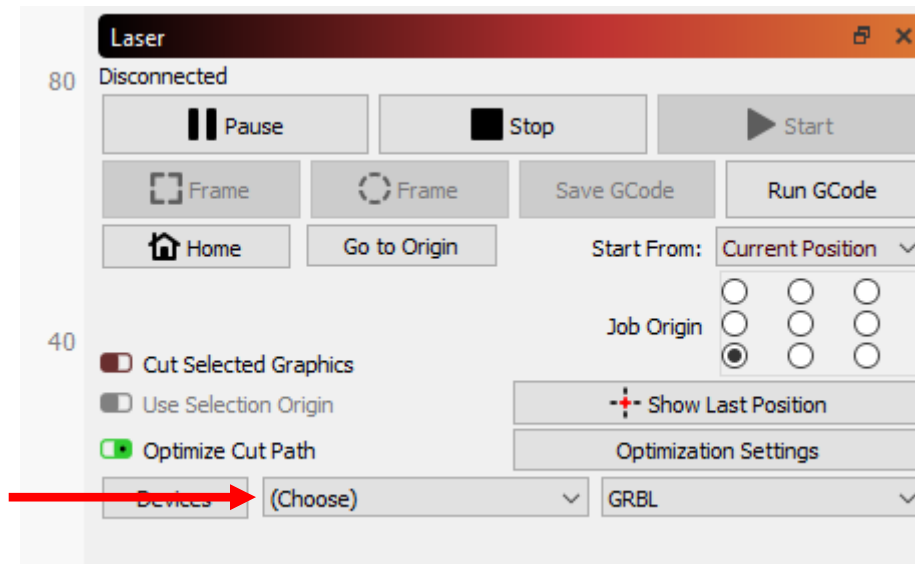 Laser
80
Disconnected
Pause Stop Start
Frame Frame Save GCode Run GCode
Home Go to Origin Start From: Current Position
Job Origin
40
Cut Selected Graphics
Use Selection Origin Show Last Position
Optimize Cut Path Optimization Settings
Devices (Choose) GRBL